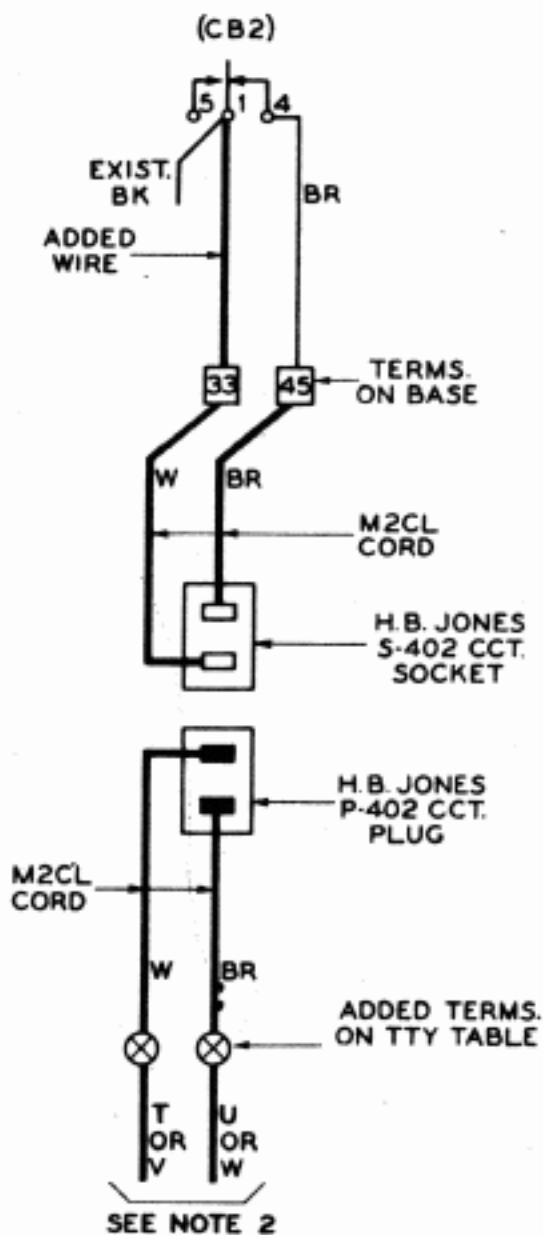 (CB2)
5 1 4
EXIST.
BK
BR
ADDED
WIRE
33 45
TERMS.
ON BASE
W BR
M2CL
CORD
H.B. JONES
S-402 CCT.
SOCKET
H.B. JONES
P-402 CCT.
PLUG
M2CL
CORD
W BR
ADDED TERMS.
ON TTY TABLE
T U
OR OR
V W
SEE NOTE 2